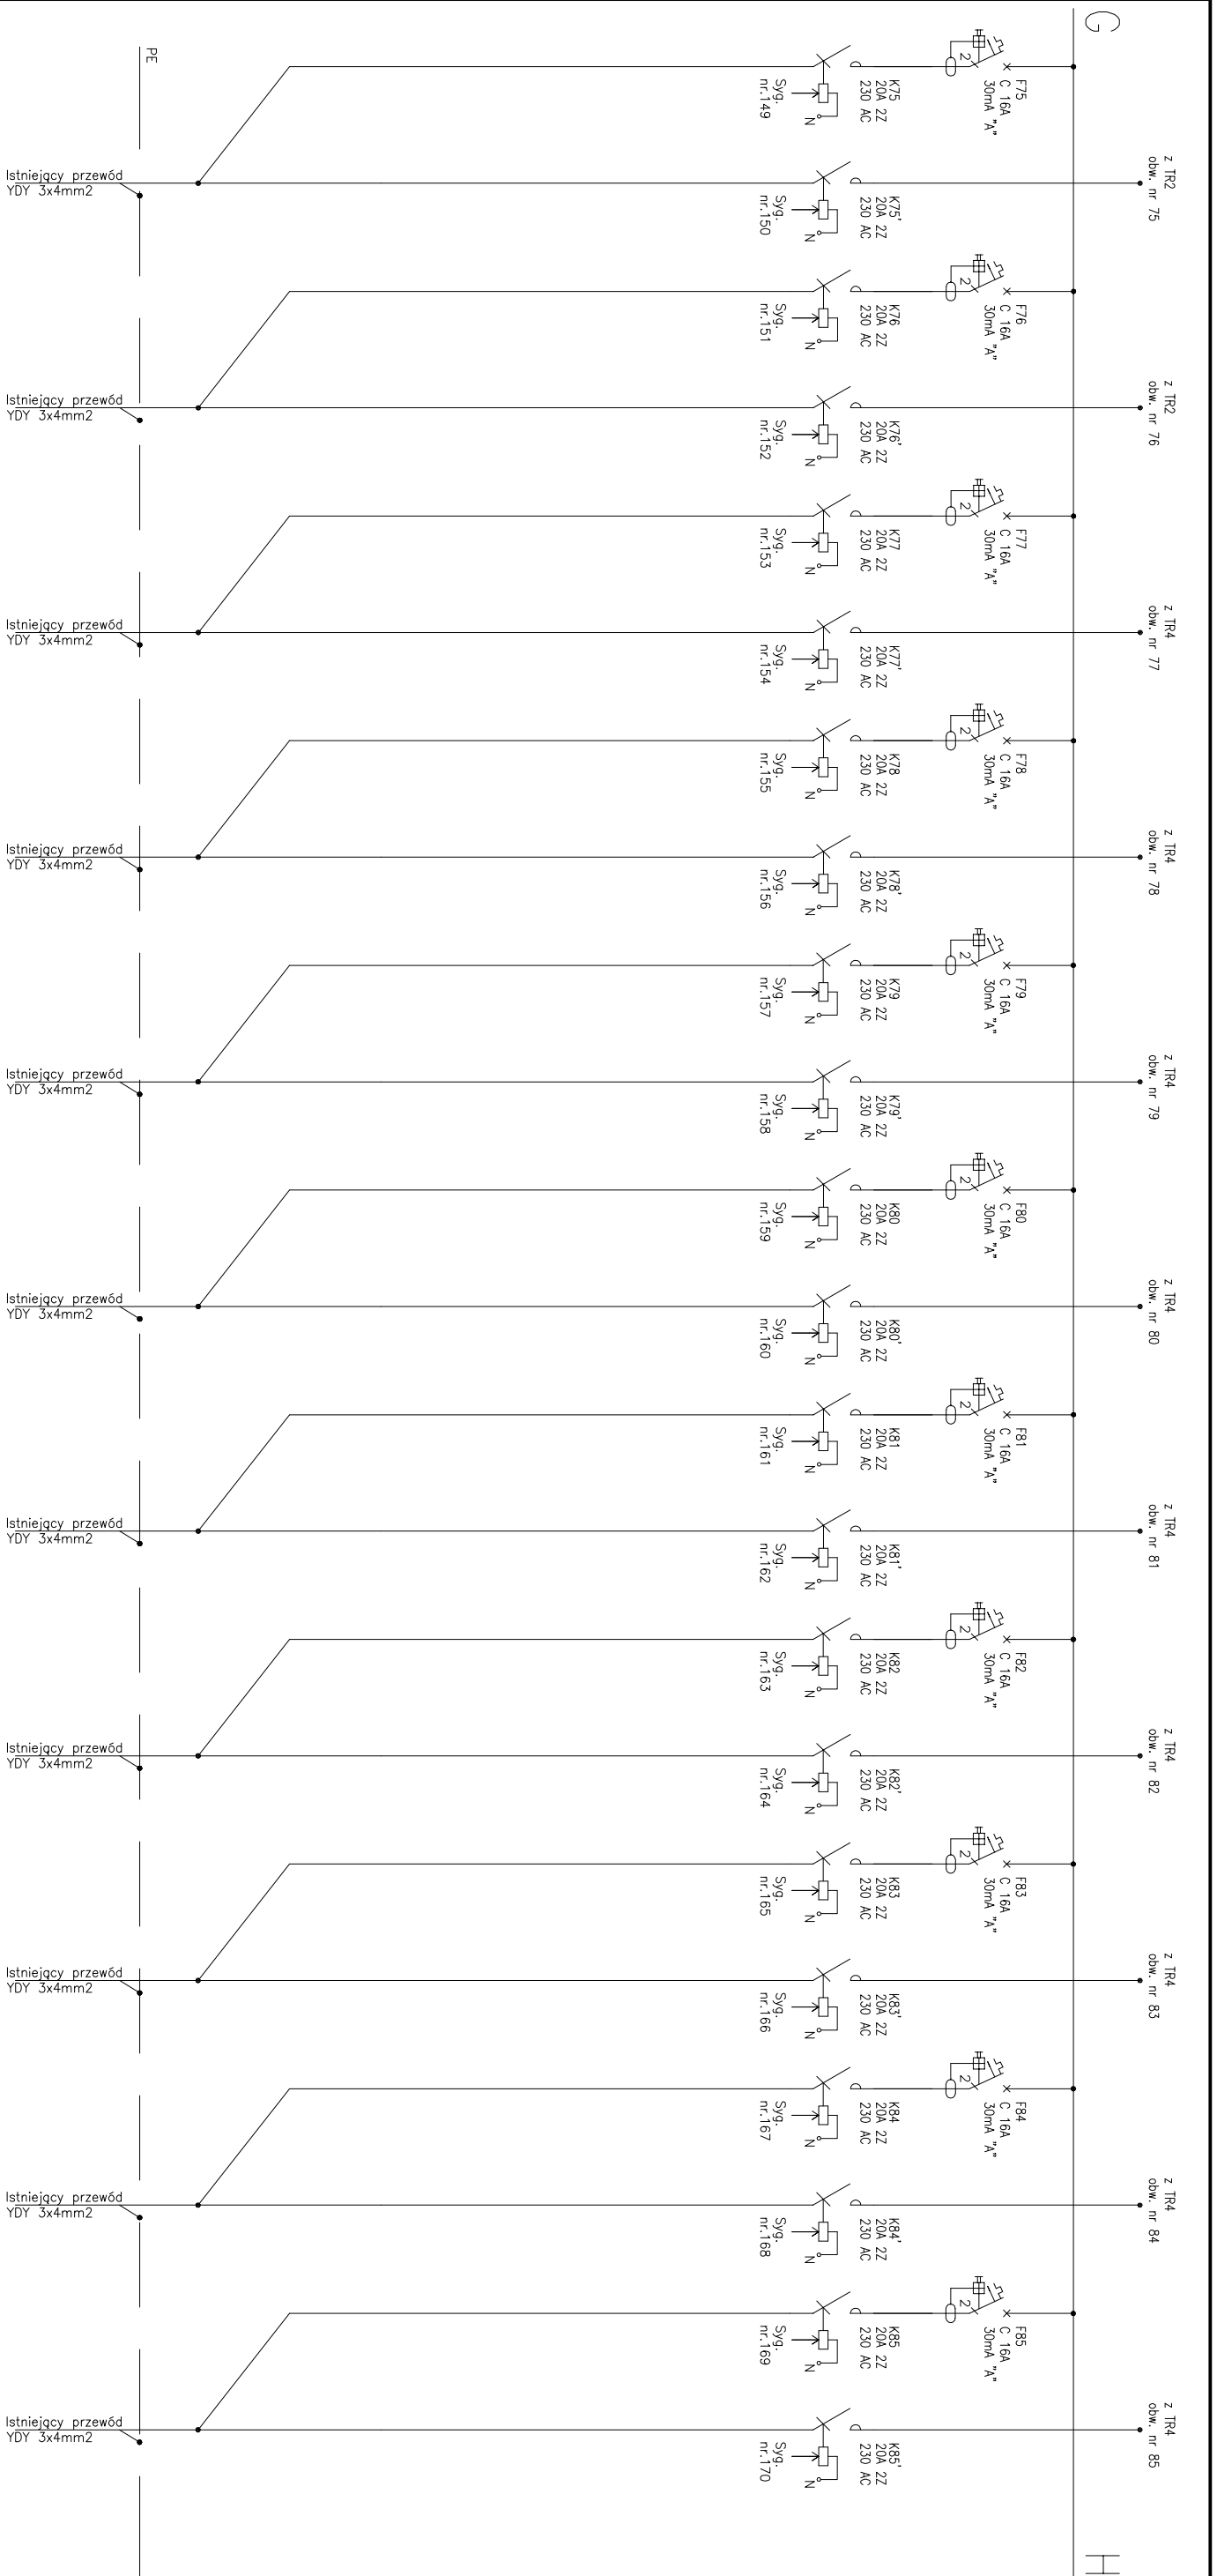 G
H
z TR2
obw. nr 75
F75
C 16A
30mA "A"
K75
20A 2Z
230 AC
Syg.
nr.149
N
2
K75'
20A 2Z
230 AC
Syg.
nr.150
N
PE
Istniejący przewód
YDY 3x4mm2
z TR2
obw. nr 76
F76
C 16A
30mA "A"
2
K76
20A 2Z
230 AC
Syg.
nr.151
N
K76'
20A 2Z
230 AC
Syg.
nr.152
N
Istniejący przewód
YDY 3x4mm2
z TR4
obw. nr 77
F77
C 16A
30mA "A"
2
K77
20A 2Z
230 AC
Syg.
nr.153
N
K77'
20A 2Z
230 AC
Syg.
nr.154
N
Istniejący przewód
YDY 3x4mm2
z TR4
obw. nr 78
F78
C 16A
30mA "A"
2
K78
20A 2Z
230 AC
Syg.
nr.155
N
K78'
20A 2Z
230 AC
Syg.
nr.156
N
Istniejący przewód
YDY 3x4mm2
z TR4
obw. nr 79
F79
C 16A
30mA "A"
2
K79
20A 2Z
230 AC
Syg.
nr.157
N
K79'
20A 2Z
230 AC
Syg.
nr.158
N
Istniejący przewód
YDY 3x4mm2
z TR4
obw. nr 80
F80
C 16A
30mA "A"
2
K80
20A 2Z
230 AC
Syg.
nr.159
N
K80'
20A 2Z
230 AC
Syg.
nr.160
N
Istniejący przewód
YDY 3x4mm2
z TR4
obw. nr 81
F81
C 16A
30mA "A"
2
K81
20A 2Z
230 AC
Syg.
nr.161
N
K81'
20A 2Z
230 AC
Syg.
nr.162
N
Istniejący przewód
YDY 3x4mm2
z TR4
obw. nr 82
F82
C 16A
30mA "A"
2
K82
20A 2Z
230 AC
Syg.
nr.163
N
K82'
20A 2Z
230 AC
Syg.
nr.164
N
Istniejący przewód
YDY 3x4mm2
z TR4
obw. nr 83
F83
C 16A
30mA "A"
2
K83
20A 2Z
230 AC
Syg.
nr.165
N
K83'
20A 2Z
230 AC
Syg.
nr.166
N
Istniejący przewód
YDY 3x4mm2
z TR4
obw. nr 84
F84
C 16A
30mA "A"
2
K84
20A 2Z
230 AC
Syg.
nr.167
N
K84'
20A 2Z
230 AC
Syg.
nr.168
N
Istniejący przewód
YDY 3x4mm2
z TR4
obw. nr 85
F85
C 16A
30mA "A"
2
K85
20A 2Z
230 AC
Syg.
nr.169
N
K85'
20A 2Z
230 AC
Syg.
nr.170
N
Istniejący przewód
YDY 3x4mm2